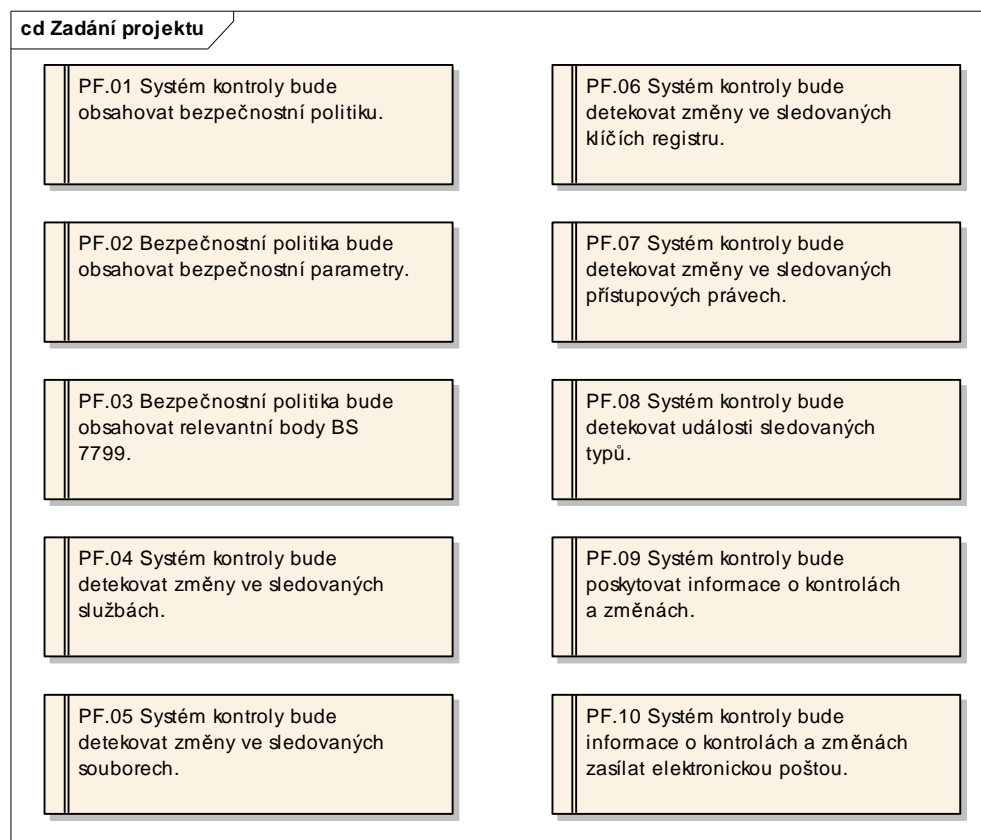 cd Zadání projektu
PF.01 Systém kontroly bude
obsahovat bezpečnostní politiku.
PF.02 Bezpečnostní politika bude
obsahovat bezpečnostní parametry.
PF.03 Bezpečnostní politika bude
obsahovat relevantní body BS
7799.
PF.04 Systém kontroly bude
detekovat změny ve sledovaných
službách.
PF.05 Systém kontroly bude
detekovat změny ve sledovaných
souborech.
PF.06 Systém kontroly bude
detekovat změny ve sledovaných
klíčích registru.
PF.07 Systém kontroly bude
detekovat změny ve sledovaných
přístupových právech.
PF.08 Systém kontroly bude
detekovat události sledovaných
typů.
PF.09 Systém kontroly bude
poskytovat informace o kontrolách
a změnách.
PF.10 Systém kontroly bude
informace o kontrolách a změnách
zasílat elektronickou poštou.